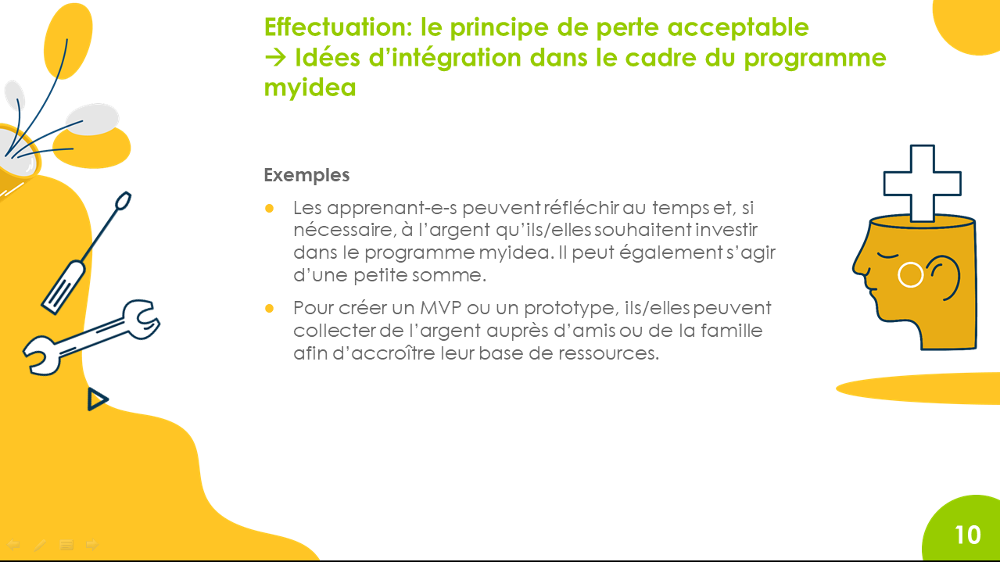 Effectuation: le principe de perte acceptable
→ Idées d’intégration dans le cadre du programme
myidea
Exemples
● Les apprenant-e-s peuvent réfléchir au temps et, si
nécessaire, à l’argent qu’ils/elles souhaitent investir
dans le programme myidea. Il peut également s’agir
d’une petite somme.
● Pour créer un MVP ou un prototype, ils/elles peuvent
collecter de l’argent auprès d’amis ou de la famille
afin d’accroître leur base de ressources.
10